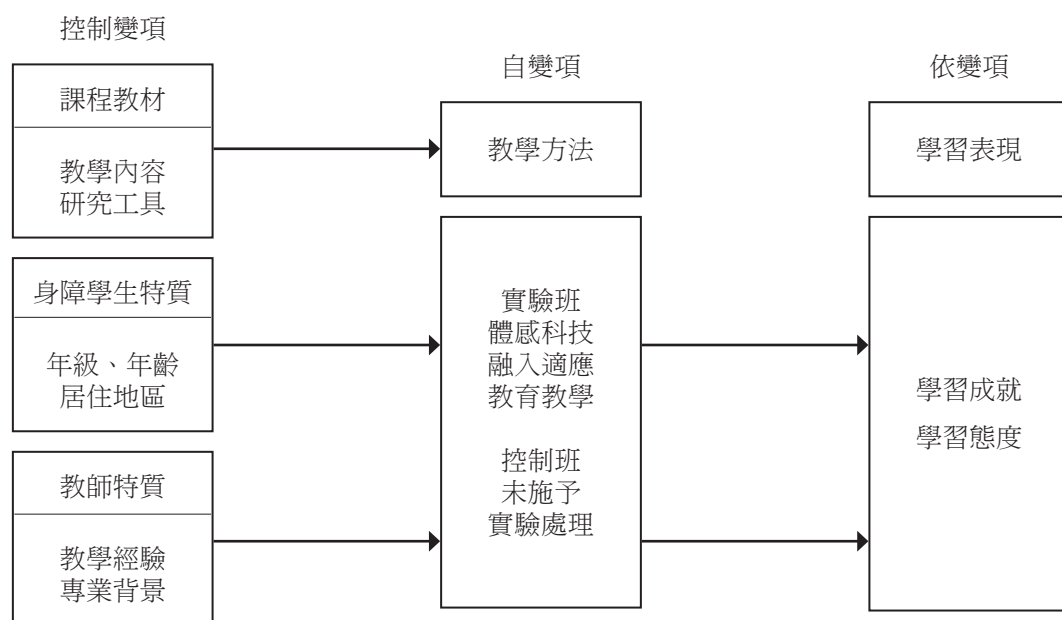 控制變項
課程教材
教學內容
研究工具
身障學生特質
年級、年齡
居住地區
教師特質
教學經驗
專業背景
自變項
教學方法
實驗班
體感科技
融入適應
教育教學
控制班
未施予
實驗處理
依變項
學習表現
學習成就
學習態度